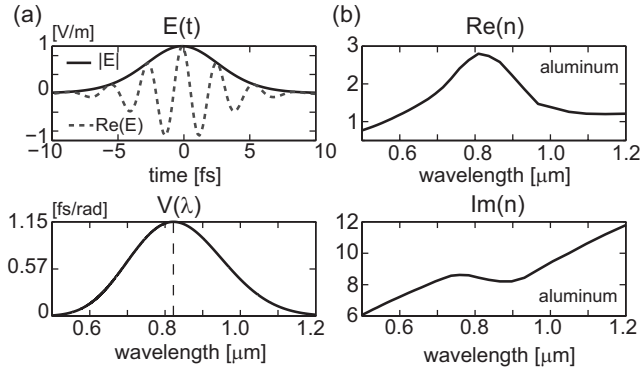 (a)
E(t)
[V/m]
1
0
−1
|E|
Re(E)
−10 −5 0 5 10
time [fs]
[fs/rad]
V(λ)
1.15
0.57
0
0.6 0.8 1.0 1.2
wavelength [μm]
(b)
Re(n)
3
2
1
aluminum
0.6 0.8 1.0 1.2
wavelength [μm]
Im(n)
12
10
8
6
aluminum
0.6 0.8 1.0 1.2
wavelength [μm]